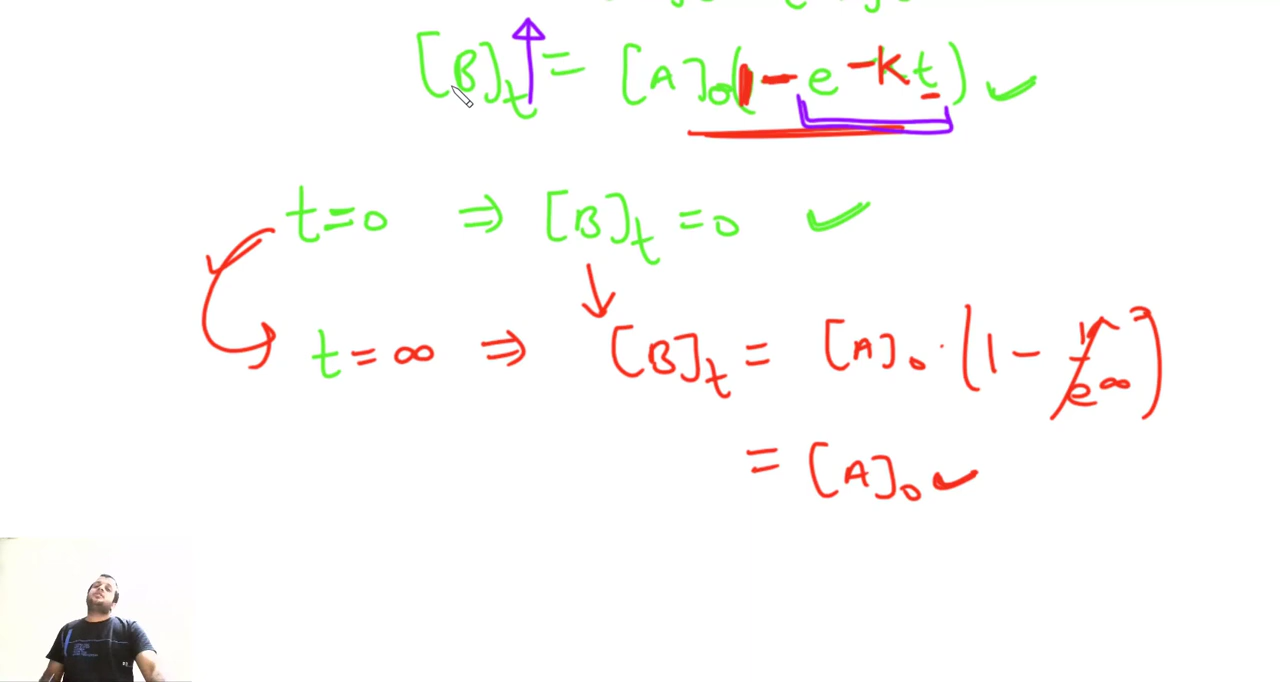 [B]t = [A]₀(1 - e^-kt) ✓
t=0 ⇒ [B]t = 0 ✓
t=∞ ⇒ [B]t = [A]₀ · (1 - 1/e^∞)
= [A]₀ ✓